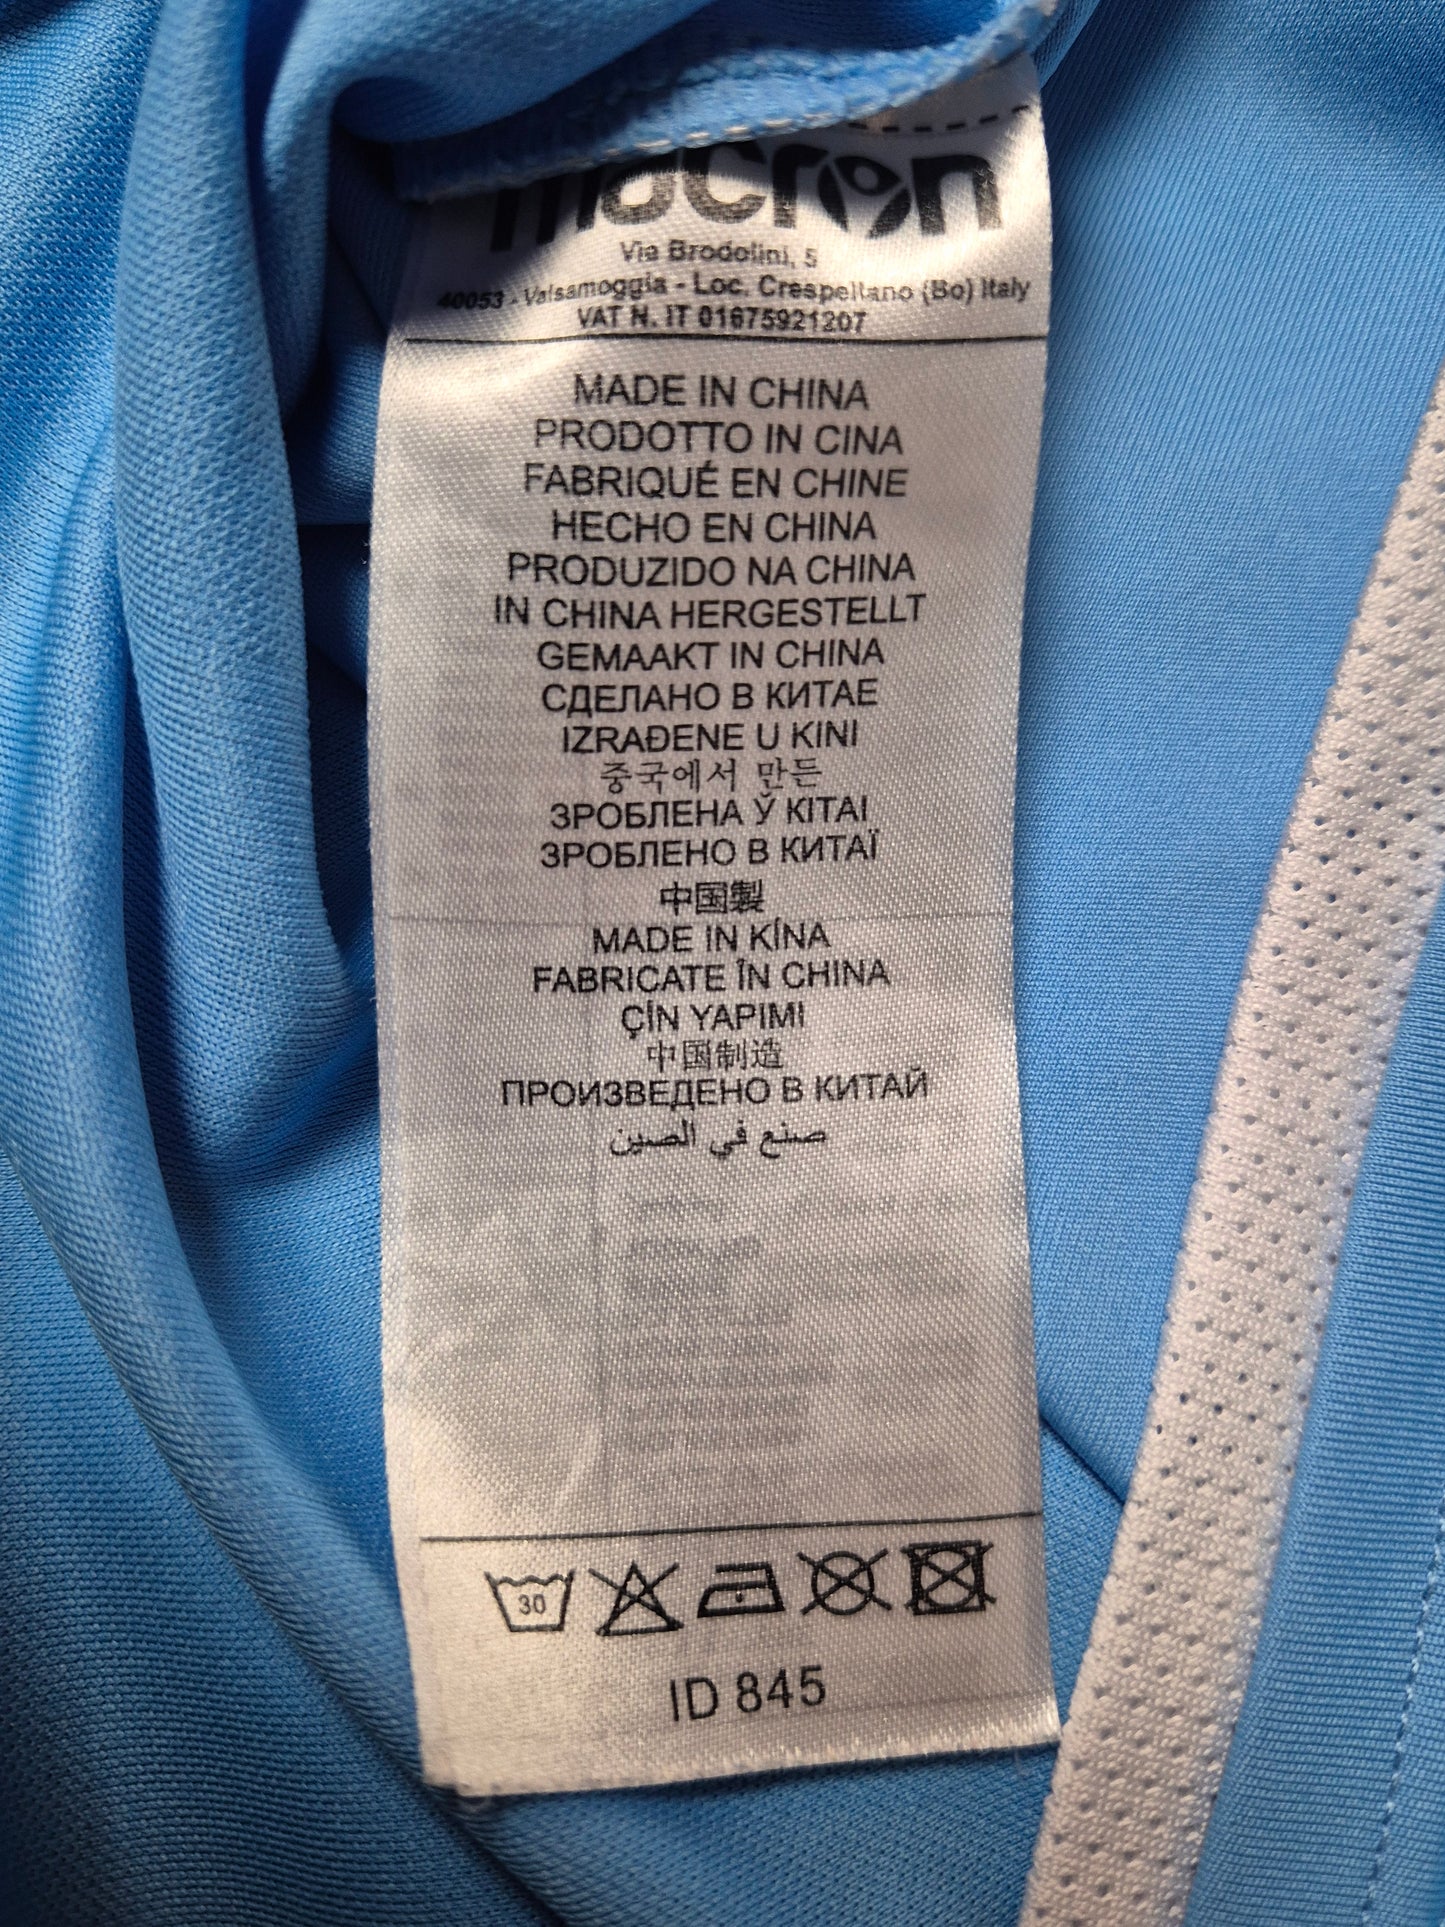 macron
Via Brodolini, 5
40053 - Valsamoggia - Loc. Crespellano (Bo) Italy
VAT N. IT 01675921207
MADE IN CHINA
PRODOTTO IN CINA
FABRIQUÉ EN CHINE
HECHO EN CHINA
PRODUZIDO NA CHINA
IN CHINA HERGESTELLT
GEMAAKT IN CHINA
СДЕЛАНО В КИТАЕ
IZRAĐENE U KINI
중국에서 만든
ЗРОБЛЕНА Ў КІТАІ
ЗРОБЛЕНО В КИТАЇ
中国製
MADE IN KÍNA
FABRICATE ÎN CHINA
ÇİN YAPIMI
中国制造
ПРОИЗВЕДЕНО В КИТАЙ
صنع في الصين
30
ID 845